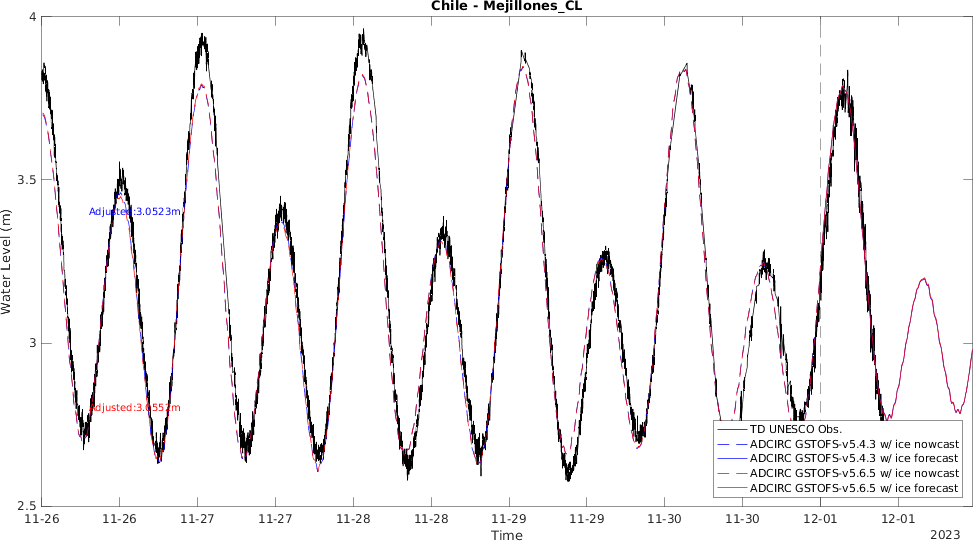 Chile - Mejillones_CL
4
3.5
3
2.5
Water Level (m)
Adjusted:3.0523m
Adjusted:3.0552m
TD UNESCO Obs.
ADCIRC GSTOFS-v5.4.3 w/ ice nowcast
ADCIRC GSTOFS-v5.4.3 w/ ice forecast
ADCIRC GSTOFS-v5.6.5 w/ ice nowcast
ADCIRC GSTOFS-v5.6.5 w/ ice forecast
11-26 11-26 11-27 11-27 11-28 11-28 11-29 11-29 11-30 11-30 12-01 12-01
Time
2023